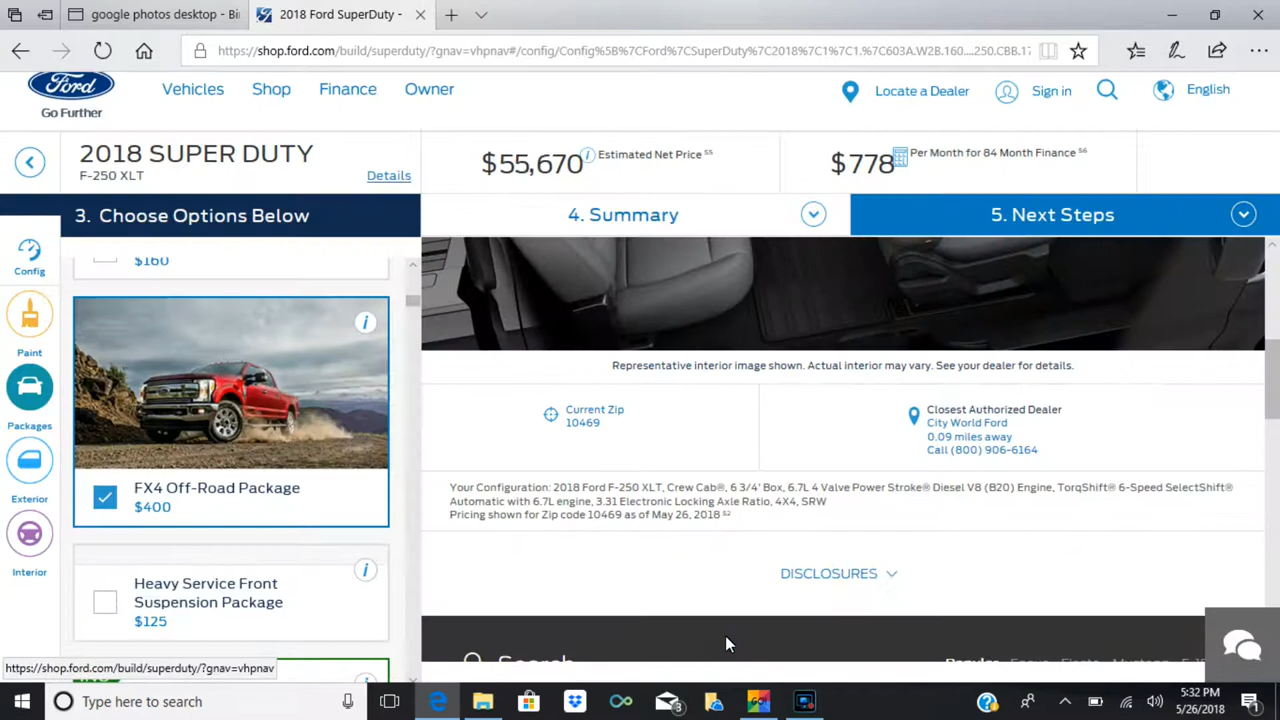 google photos desktop - Bi
2018 Ford SuperDuty -
https://shop.ford.com/build/superduty/?gnav=vhpnav#/config/Config%5B%7CFord%7CSuperDuty%7C2018%7C1%7C1.%7C603A.W2B.160....250.CBB.17
Ford
Go Further
Vehicles
Shop
Finance
Owner
Locate a Dealer
Sign in
English
2018 SUPER DUTY
F-250 XLT
Details
$55,670
Estimated Net Price 55
$778
Per Month for 84 Month Finance 56
3. Choose Options Below
4. Summary
5. Next Steps
Config
Paint
Packages
Exterior
Interior
$160
FX4 Off-Road Package
$400
Heavy Service Front
Suspension Package
$125
Representative interior image shown. Actual interior may vary. See your dealer for details.
Current Zip
10469
Closest Authorized Dealer
City World Ford
0.09 miles away
Call (800) 906-6164
Your Configuration: 2018 Ford F-250 XLT, Crew Cab®, 6 3/4' Box, 6.7L 4 Valve Power Stroke® Diesel V8 (B20) Engine, TorqShift® 6-Speed SelectShift®
Automatic with 6.7L engine, 3.31 Electronic Locking Axle Ratio, 4X4, SRW
Pricing shown for Zip code 10469 as of May 26, 2018 52
DISCLOSURES
Search
https://shop.ford.com/build/superduty/?gnav=vhpnav
Type here to search
3
GO!
5:32 PM
5/26/2018
1